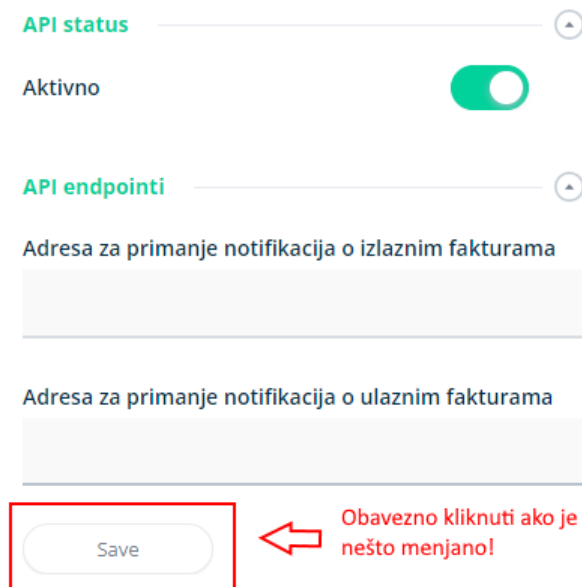 API status
Aktivno
API endpointi
Adresa za primanje notifikacija o izlaznim fakturama
Adresa za primanje notifikacija o ulaznim fakturama
Save
Obavezno kliknuti ako je
nešto menjano!